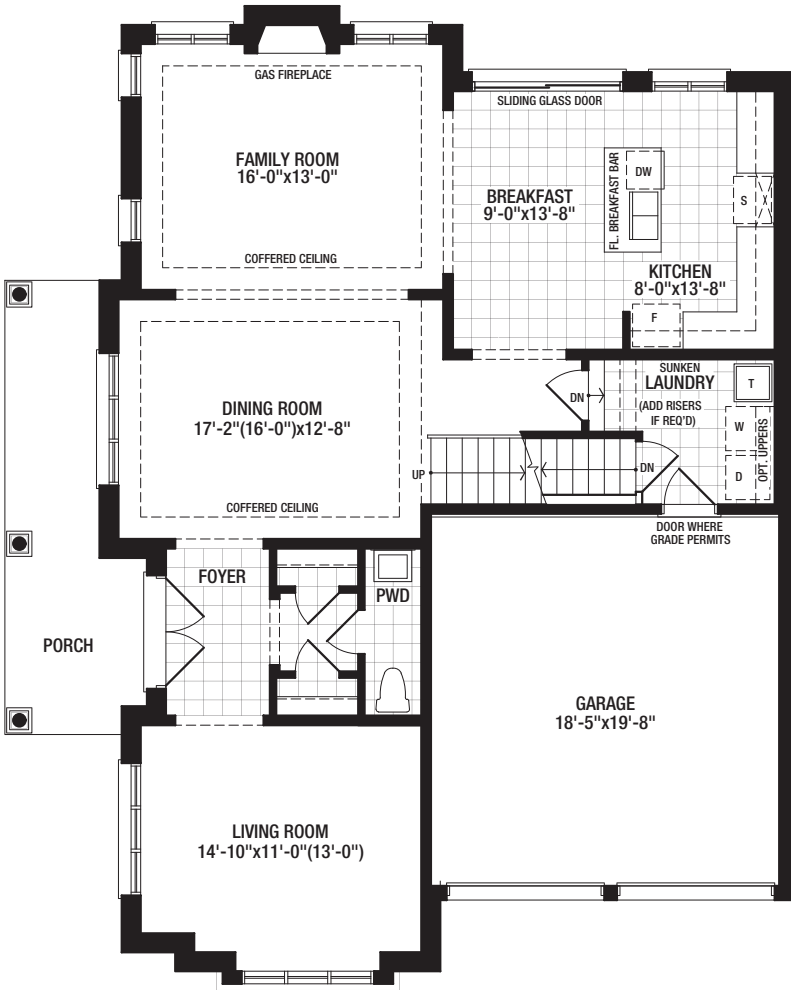 GAS FIREPLACE
SLIDING GLASS DOOR
FAMILY ROOM
16'-0"x13'-0"
COFFERED CEILING
BREAKFAST
9'-0"x13'-8"
FL. BREAKFAST BAR
DW
S
KITCHEN
8'-0"x13'-8"
F
DINING ROOM
17'-2"(16'-0")x12'-8"
COFFERED CEILING
SUNKEN
LAUNDRY
(ADD RISERS
IF REQ'D)
DN
T
W
D
OPT. UPPERS
UP
DN
DOOR WHERE
GRADE PERMITS
FOYER
PWD
PORCH
GARAGE
18'-5"x19'-8"
LIVING ROOM
14'-10"x11'-0"(13'-0")